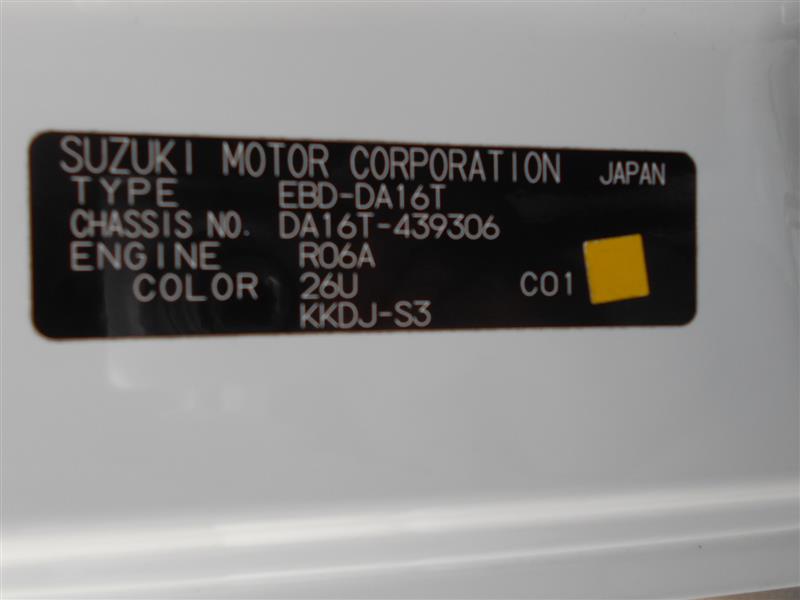 SUZUKI MOTOR CORPORATION JAPAN
TYPE EBD-DA16T
CHASSIS NO. DA16T-439306
ENGINE R06A
COLOR 26U C01
KKDJ-S3